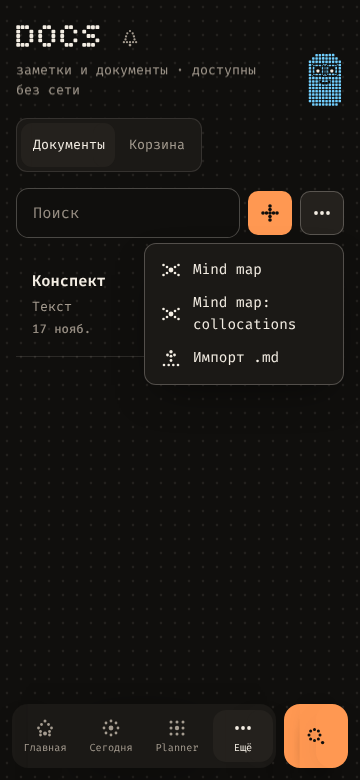 DOCS
заметки и документы · доступны
без сети
Документы
Корзина
Поиск
Mind map
Mind map:
collocations
Импорт .md
Конспект
Текст
17 нояб.
Главная
Сегодня
Planner
Ещё